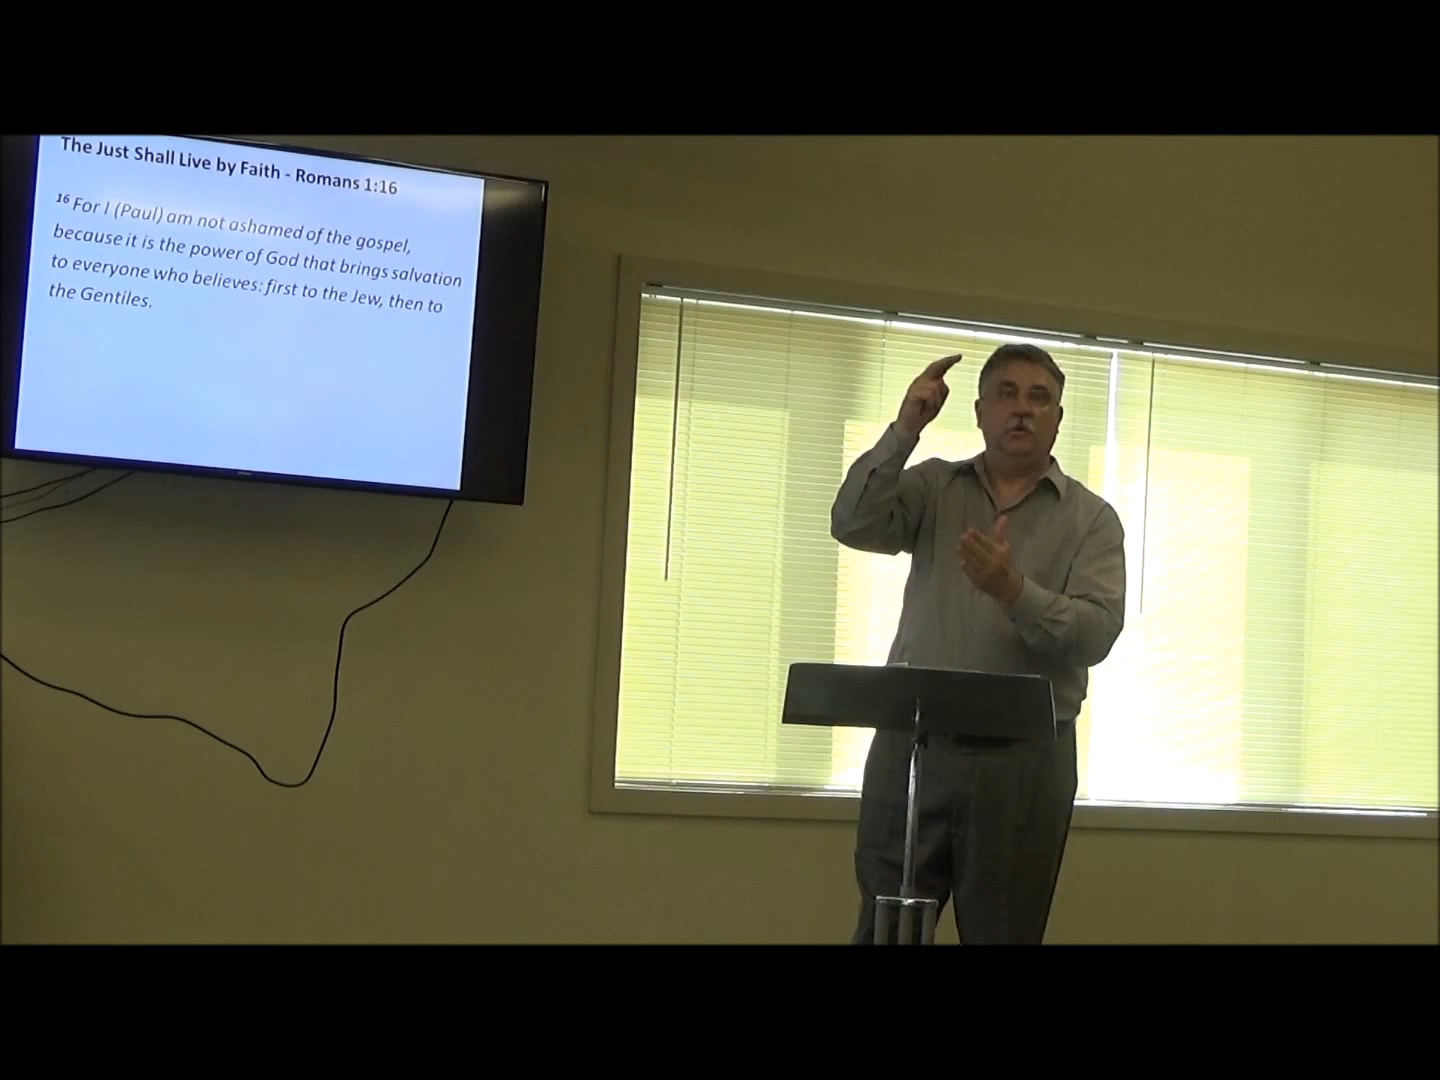 The Just Shall Live by Faith - Romans 1:16
16 For I (Paul) am not ashamed of the gospel,
because it is the power of God that brings salvation
to everyone who believes: first to the Jew, then to
the Gentiles.